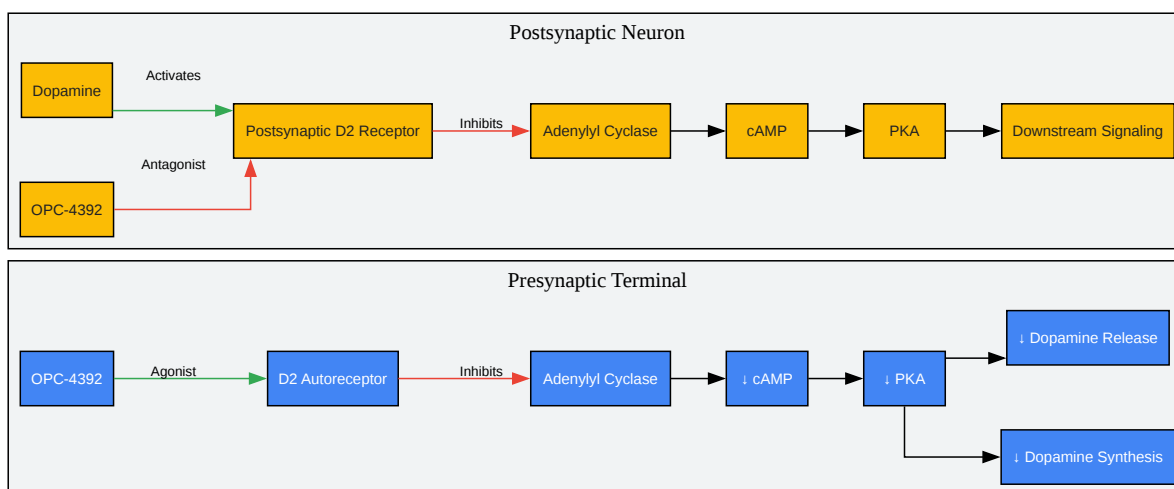 Postsynaptic Neuron
Dopamine
Activates
Postsynaptic D2 Receptor
Inhibits
Adenylyl Cyclase
cAMP
PKA
Downstream Signaling
Antagonist
OPC-4392
Presynaptic Terminal
OPC-4392
Agonist
D2 Autoreceptor
Inhibits
Adenylyl Cyclase
↓ cAMP
↓ PKA
↓ Dopamine Release
↓ Dopamine Synthesis